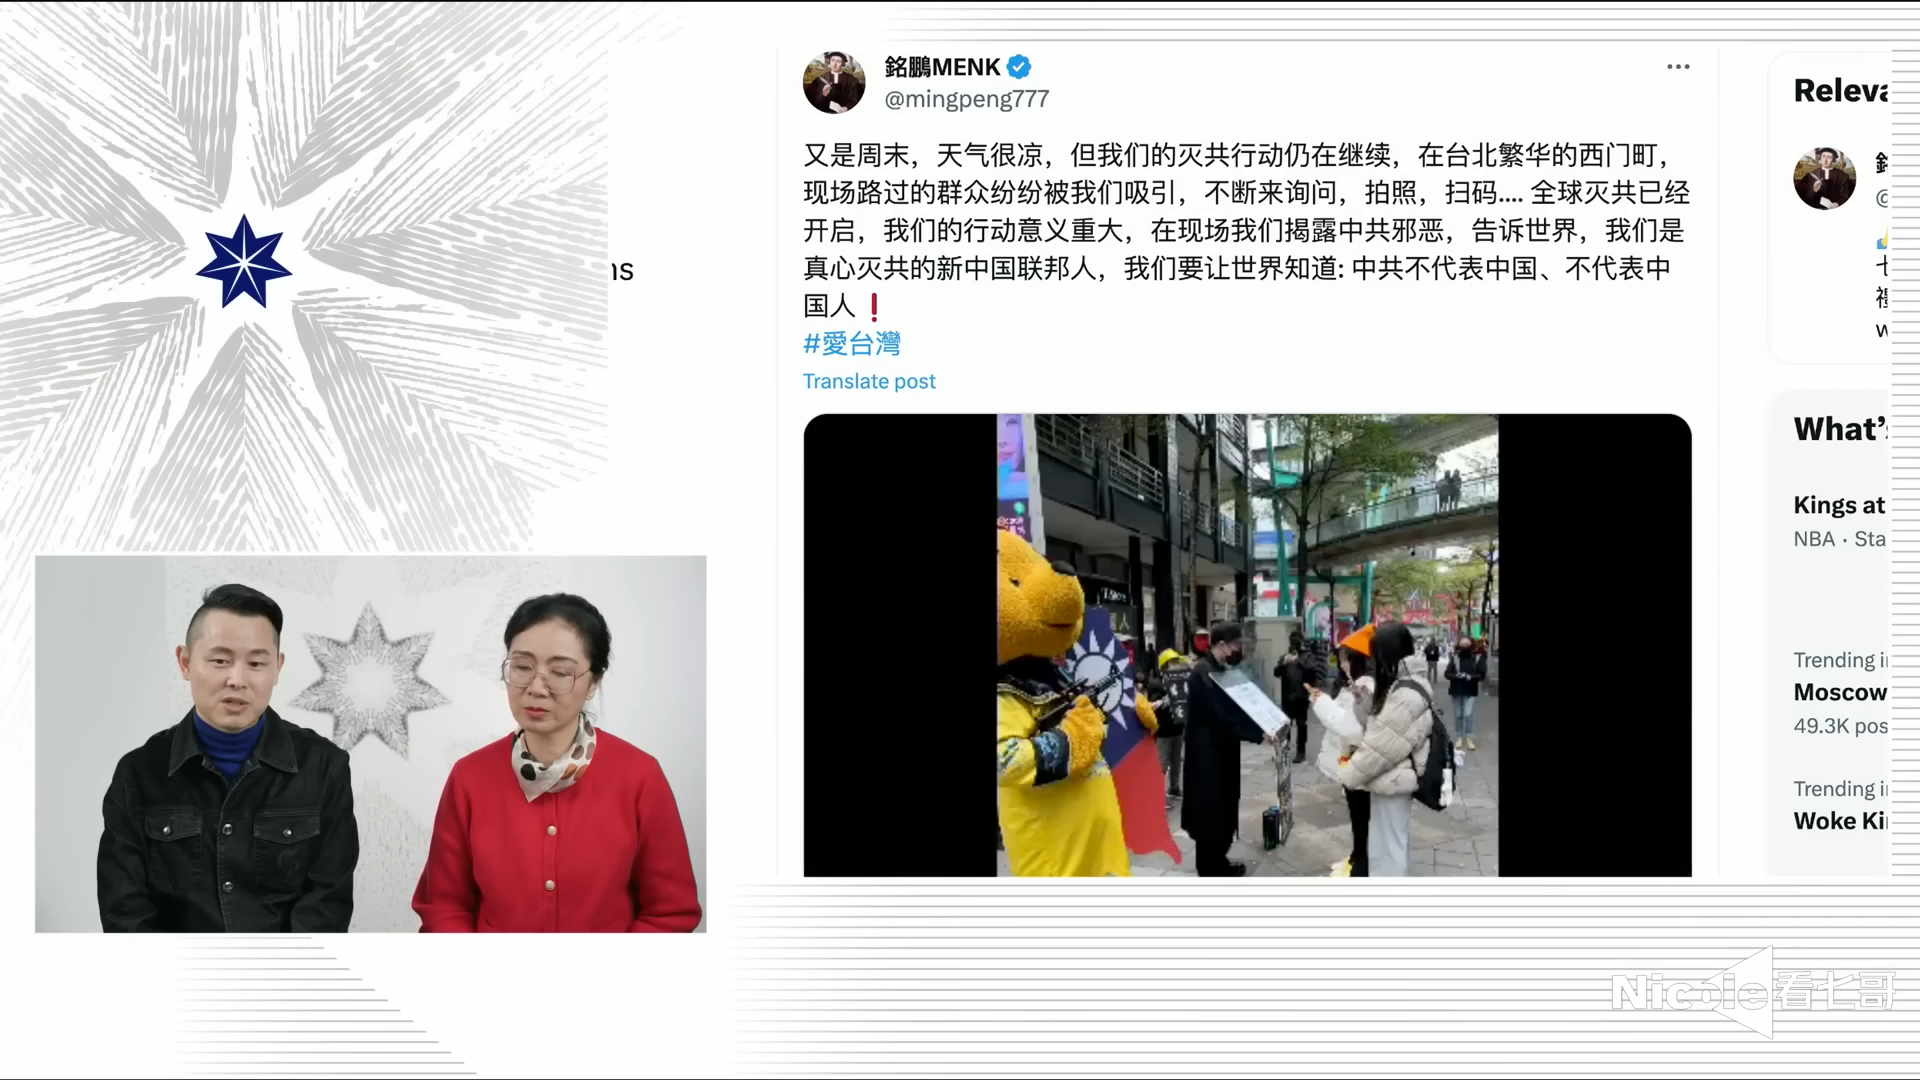 銘鵬MENK
@mingpeng777
又是周末，天气很凉，但我们的灭共行动仍在继续，在台北繁华的西门町，
现场路过的群众纷纷被我们吸引，不断来询问，拍照，扫码.... 全球灭共已经
开启，我们的行动意义重大，在现场我们揭露中共邪恶，告诉世界，我们是
真心灭共的新中国联邦人，我们要让世界知道: 中共不代表中国、不代表中
国人❗
#愛台灣
Translate post
ns
Releva
What's
Kings at
NBA · Sta
Trending i
Moscow
49.3K pos
Trending i
Woke Ki
Nicole看七哥